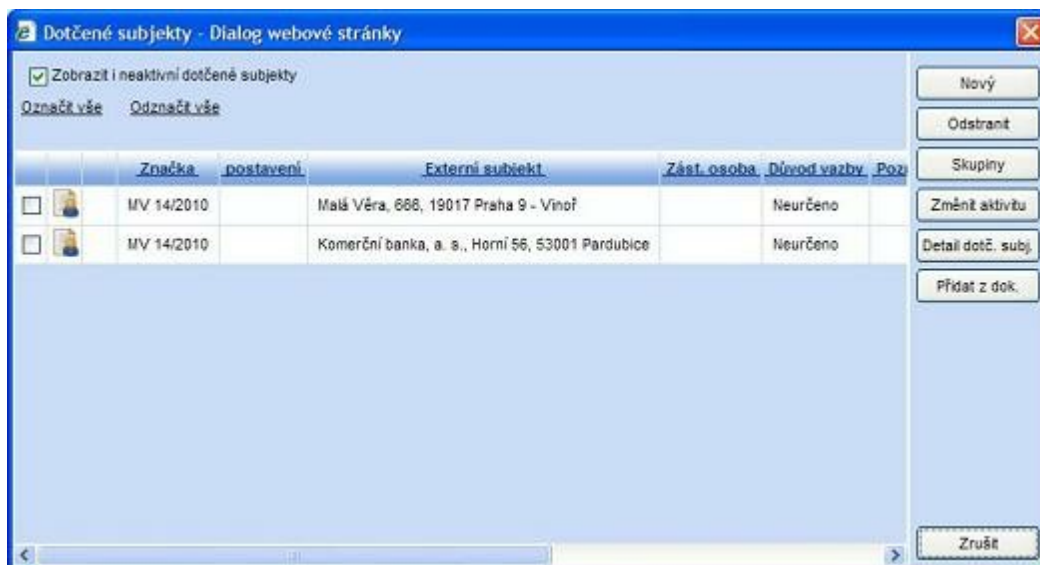 Dotčené subjekty - Dialog webové stránky
Zobrazit i neaktivní dotčené subjekty
Označit vše Odznačit vše
Značka postavení Externí subjekt Zást. osoba Důvod vazby Pozn
MV 14/2010 Malá Věra, 666, 19017 Praha 9 - Vinoř Neurčeno
MV 14/2010 Komerční banka, a. s., Horní 56, 53001 Pardubice Neurčeno
Nový
Odstranit
Skupiny
Změnit aktivitu
Detail dotč. subj.
Přidat z dok.
Zrušit